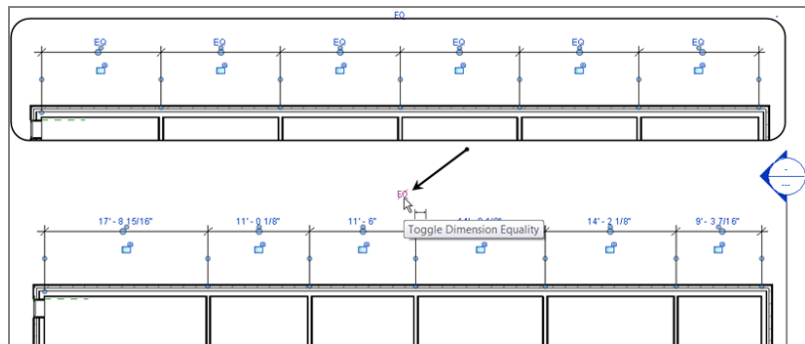 EQ
EQ EQ EQ EQ EQ EQ
EQ
17' - 8 15/16" 11' - 0 1/8" 11' - 6" 14' - 2 1/8" 9' - 3 7/16"
Toggle Dimension Equality